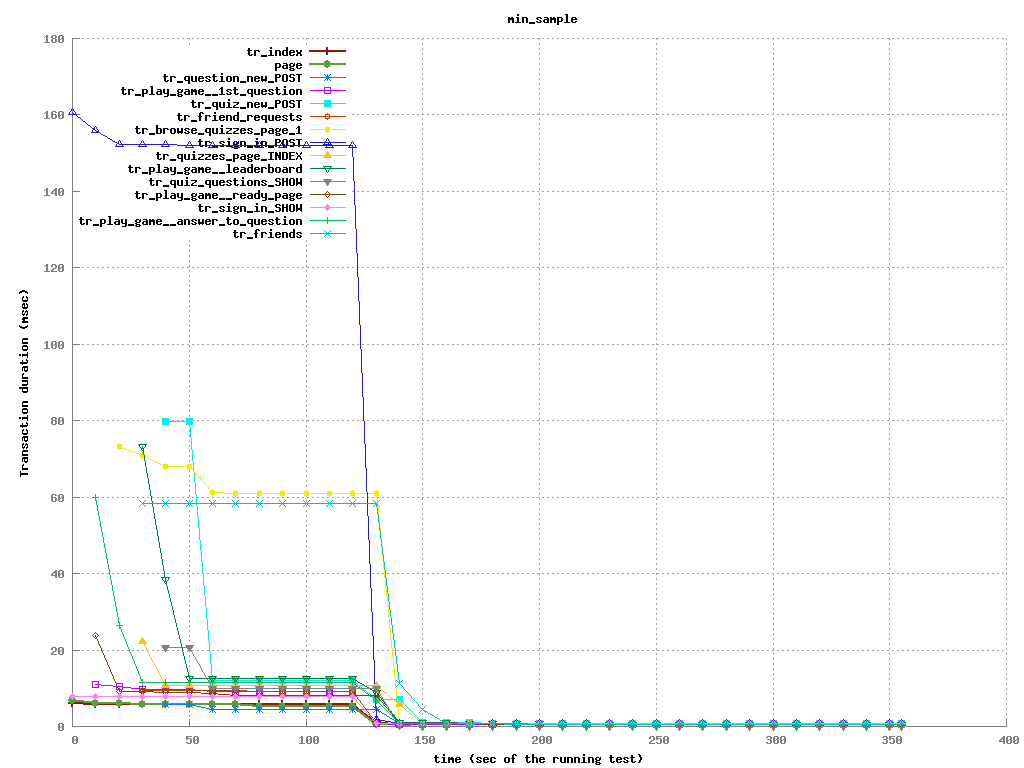 min_sample
180
160
140
120
100
80
60
40
20
0
tr_index
page
tr_question_new_POST
tr_play_game__1st_question
tr_quiz_new_POST
tr_friend_requests
tr_browse_quizzes_page_1
tr_sign_in_POST
tr_quizzes_page_INDEX
tr_play_game__leaderboard
tr_quiz_questions_SHOW
tr_play_game__ready_page
tr_sign_in_SHOW
tr_play_game__answer_to_question
tr_friends
Transaction duration (msec)
0 50 100 150 200 250 300 350 400
time (sec of the running test)